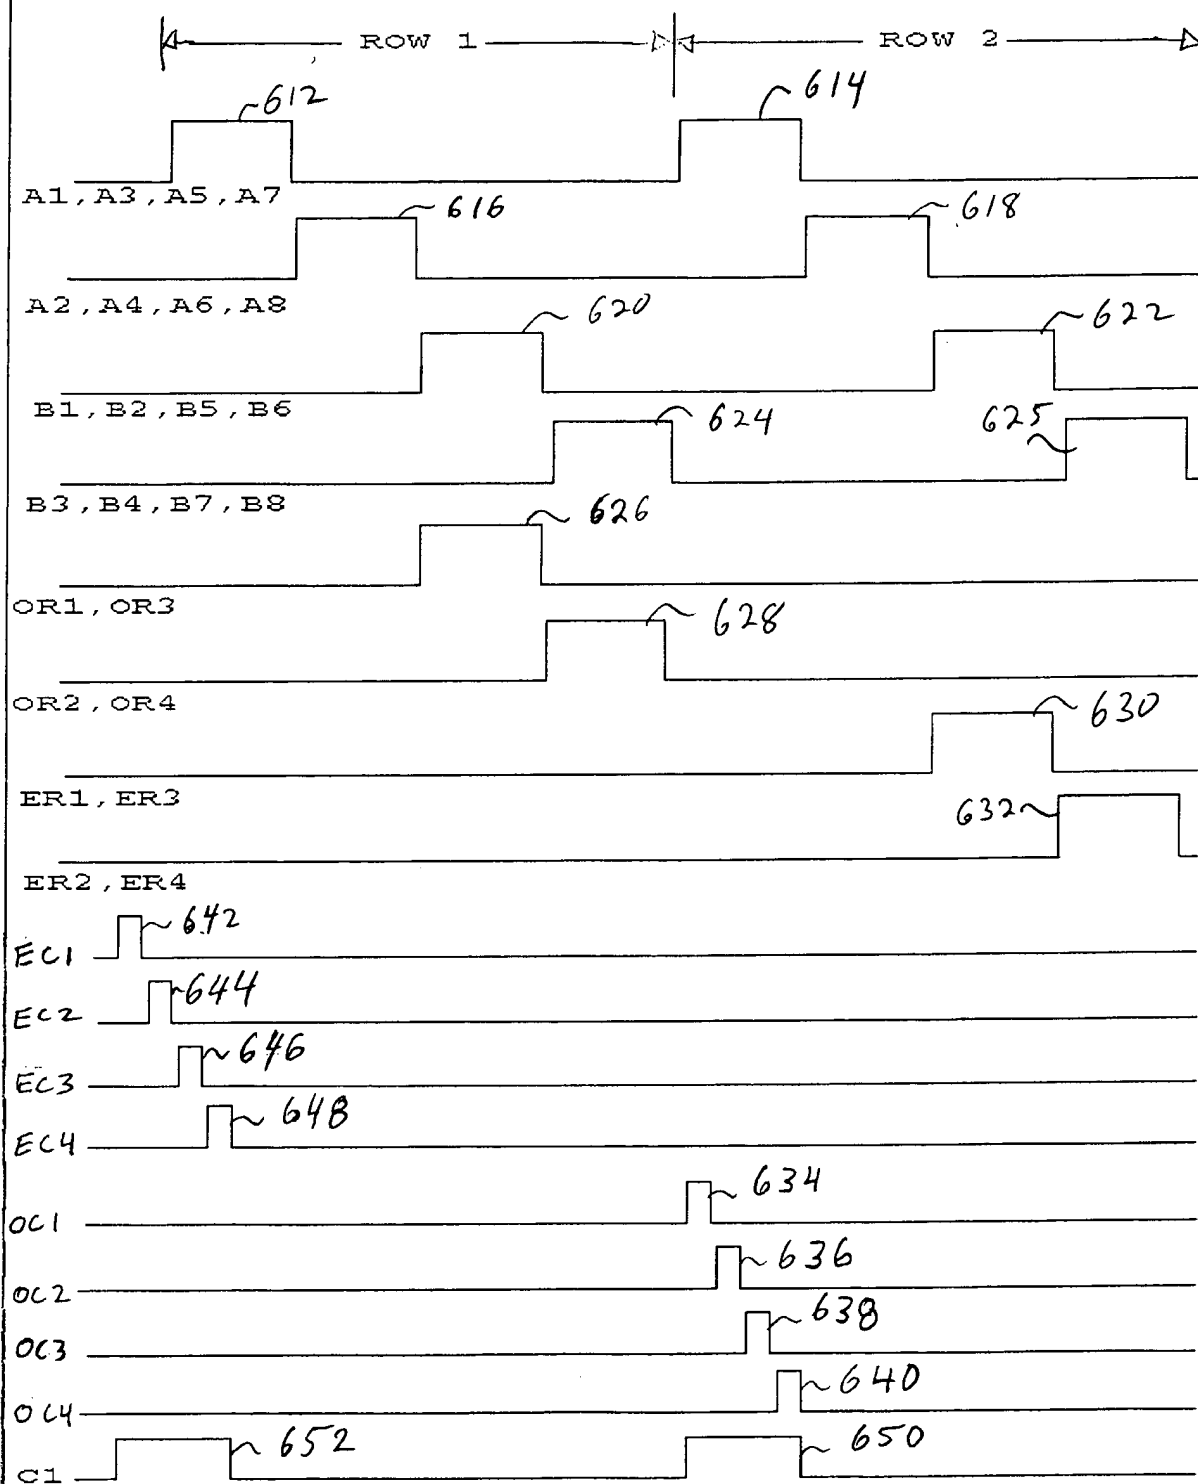 ROW 1 ROW 2
612 614
A1, A3, A5, A7
616 618
A2, A4, A6, A8
620 622
B1, B2, B5, B6
624 625
B3, B4, B7, B8
626
OR1, OR3
628
OR2, OR4
630
ER1, ER3
632
ER2, ER4
642
EC1
644
EC2
646
EC3
648
EC4
634
OC1
636
OC2
638
OC3
640
OC4
652 650
C1